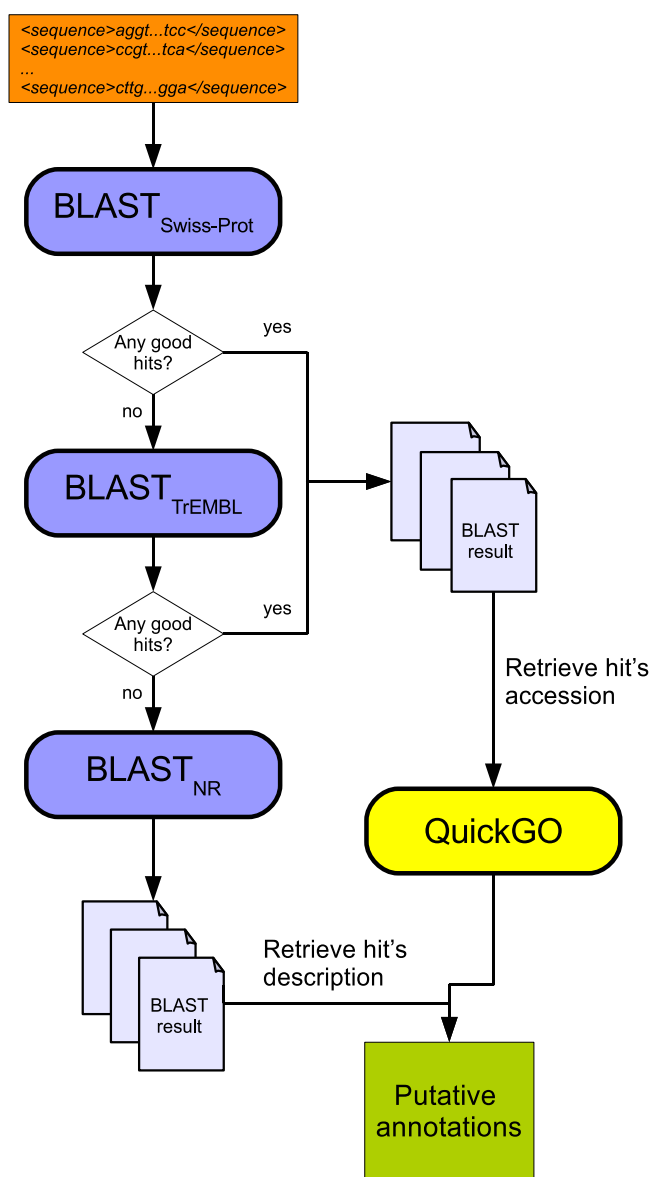 <sequence>aggt...tcc</sequence>
<sequence>ccgt...tca</sequence>
...
<sequence>cttg...gga</sequence>
BLAST Swiss-Prot
Any good
hits?
yes
no
BLAST TrEMBL
BLAST
result
Any good
hits?
yes
no
Retrieve hit's
accession
BLAST NR
QuickGO
BLAST
result
Retrieve hit's
description
Putative
annotations